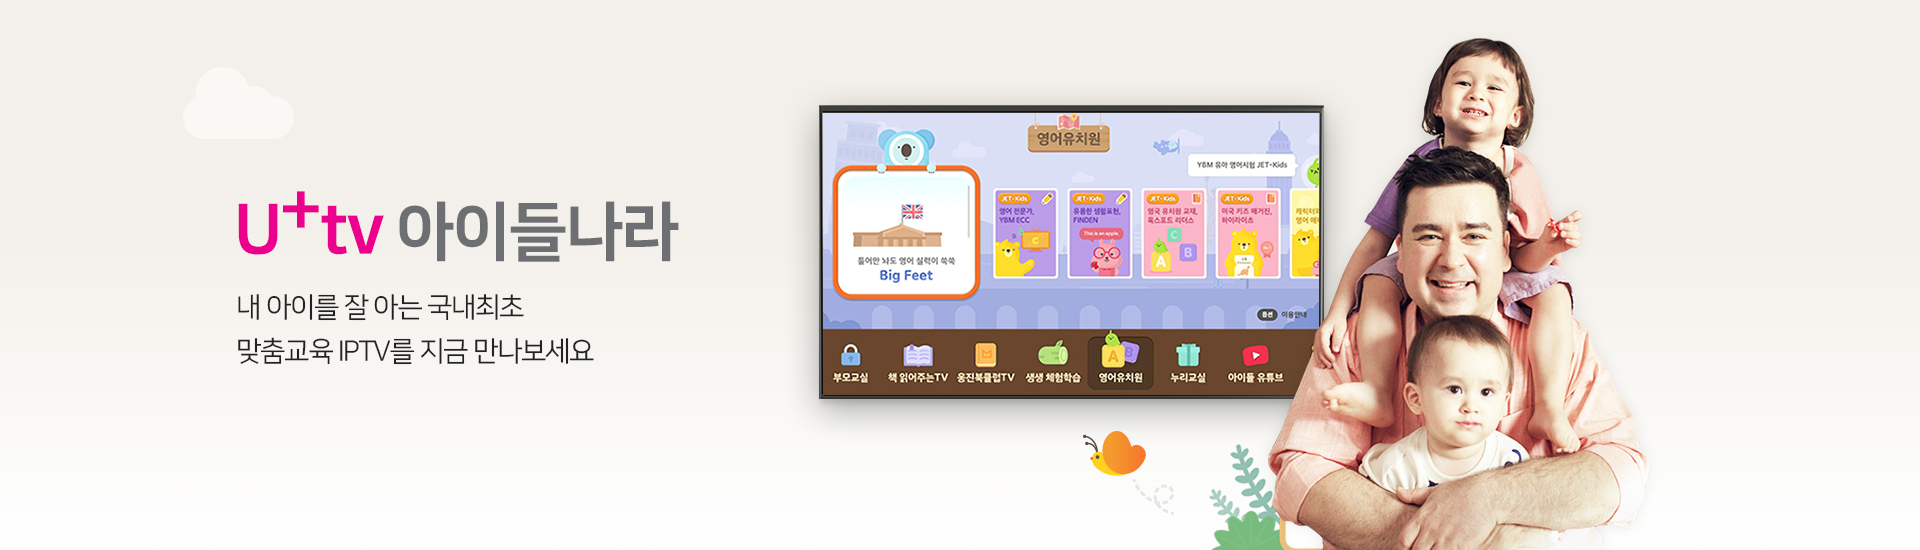 U+tv 아이들나라
내 아이를 잘 아는 국내최초
맞춤교육 IPTV를 지금 만나보세요
영어유치원
YBM 유아 영어시험 JET-Kids
틀어만 놔도 영어 실력이 쑥쑥
Big Feet
JET-Kids
영어 전문가,
YBM ECC
C
JET-Kids
유용한 생활표현,
FINDEN
This is an apple.
JET-Kids
영국 유치원 교재,
옥스포드 리더스
C
A
B
JET-Kids
미국 키즈 매거진,
하이라이츠
캐릭터와
영어
옵션 이용안내
A
B
부모교실
책 읽어주는TV
웅진북클럽TV
생생 체험학습
영어유치원
누리교실
아이들 유튜브